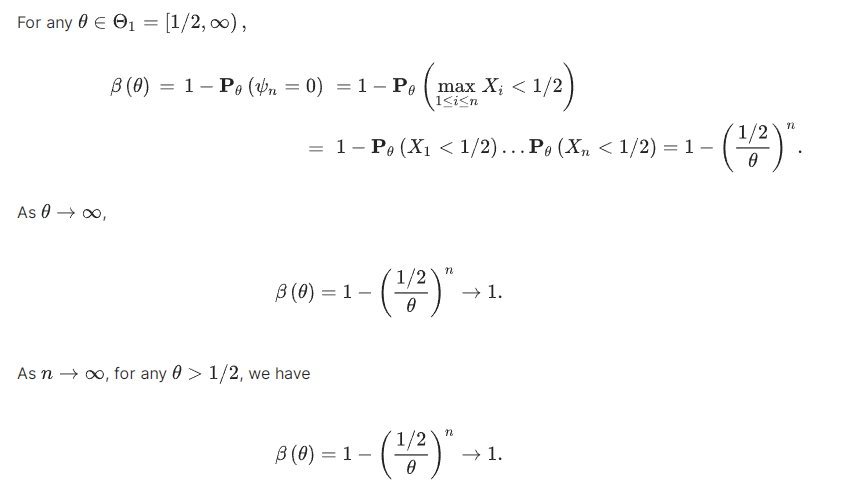 For any θ ∈ Θ₁ = [1/2, ∞),
β(θ) = 1 − P_θ(ψₙ = 0) = 1 − P_θ(max_{1≤i≤n} X_i < 1/2)
= 1 − P_θ(X₁ < 1/2)...P_θ(Xₙ < 1/2) = 1 − ((1/2)/θ)ⁿ.
As θ → ∞,
β(θ) = 1 − ((1/2)/θ)ⁿ → 1.
As n → ∞, for any θ > 1/2, we have
β(θ) = 1 − ((1/2)/θ)ⁿ → 1.